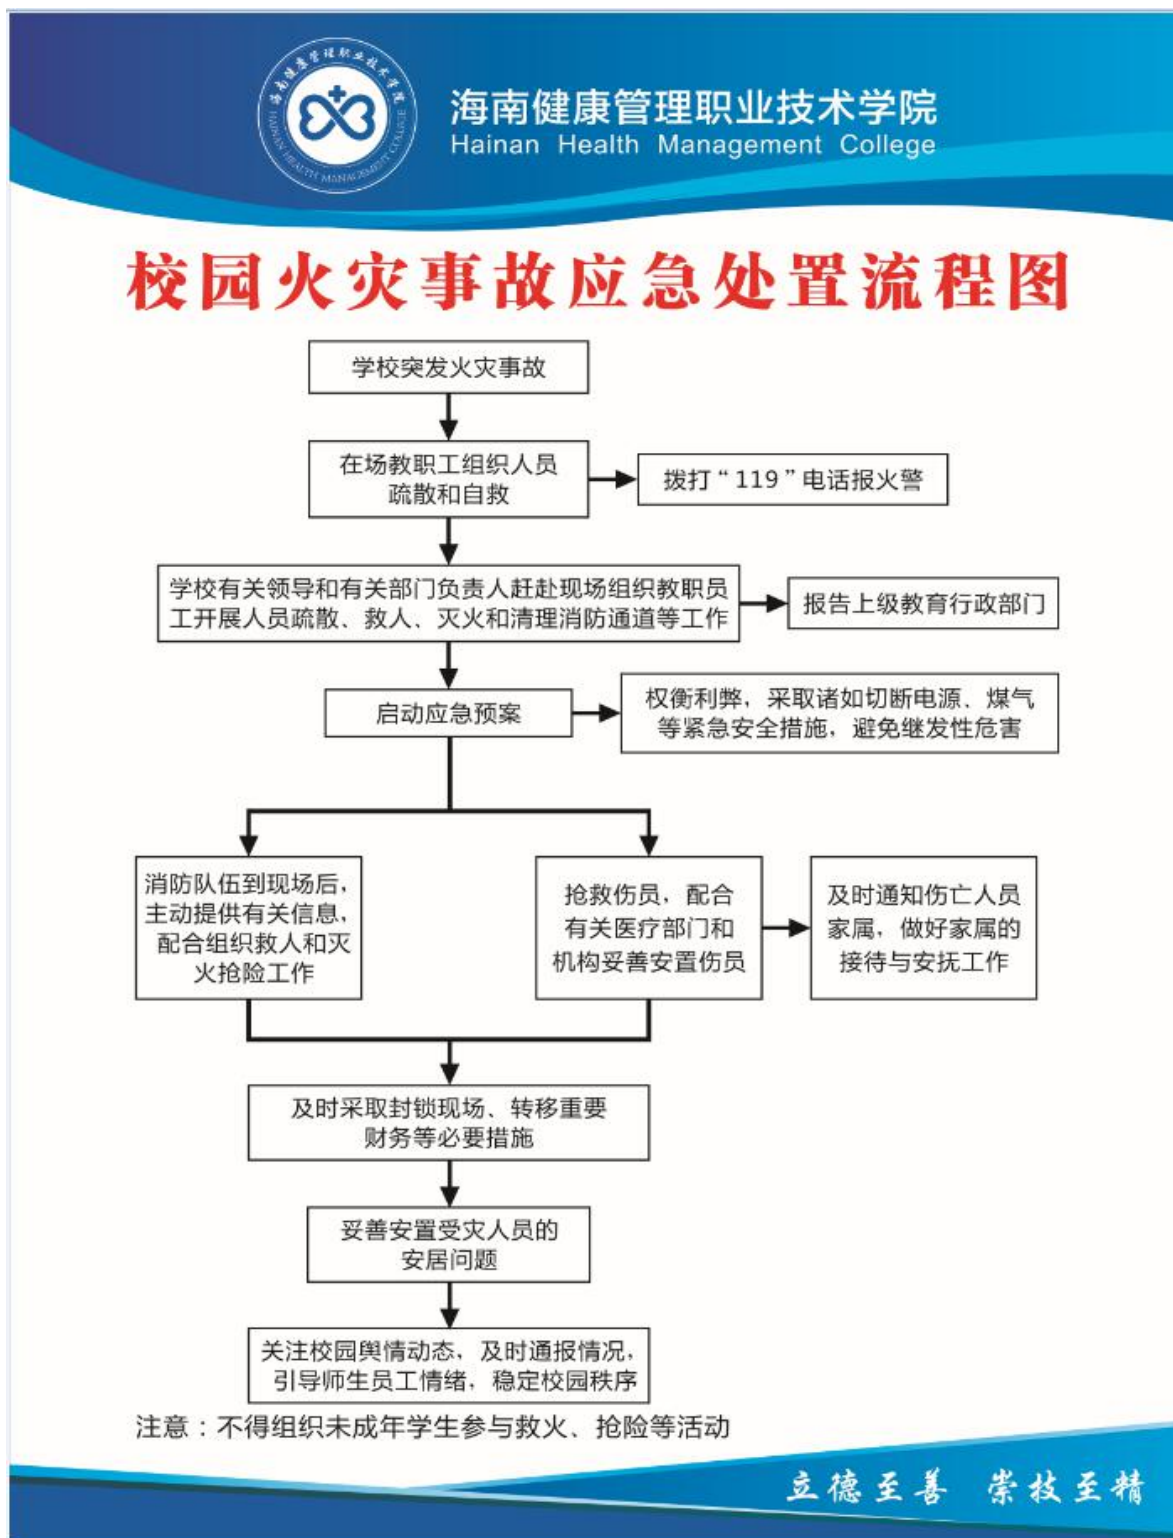 海南健康管理职业技术学院
HAINAN HEALTH MANAGEMENT COLLEGE
海南健康管理职业技术学院
Hainan Health Management College
校园火灾事故应急处置流程图
学校突发火灾事故
在场教职工组织人员
疏散和自救
拨打“119”电话报火警
学校有关领导和有关部门负责人赶赴现场组织教职员
工开展人员疏散、救人、灭火和清理消防通道等工作
报告上级教育行政部门
启动应急预案
权衡利弊，采取诸如切断电源、煤气
等紧急安全措施，避免继发性危害
消防队伍到现场后，
主动提供有关信息，
配合组织救人和灭
火抢险工作
抢救伤员，配合
有关医疗部门和
机构妥善安置伤员
及时通知伤亡人员
家属，做好家属的
接待与安抚工作
及时采取封锁现场、转移重要
财务等必要措施
妥善安置受灾人员的
安居问题
关注校园舆情动态，及时通报情况，
引导师生员工情绪，稳定校园秩序
注意：不得组织未成年学生参与救火、抢险等活动
立德至善 崇技至精